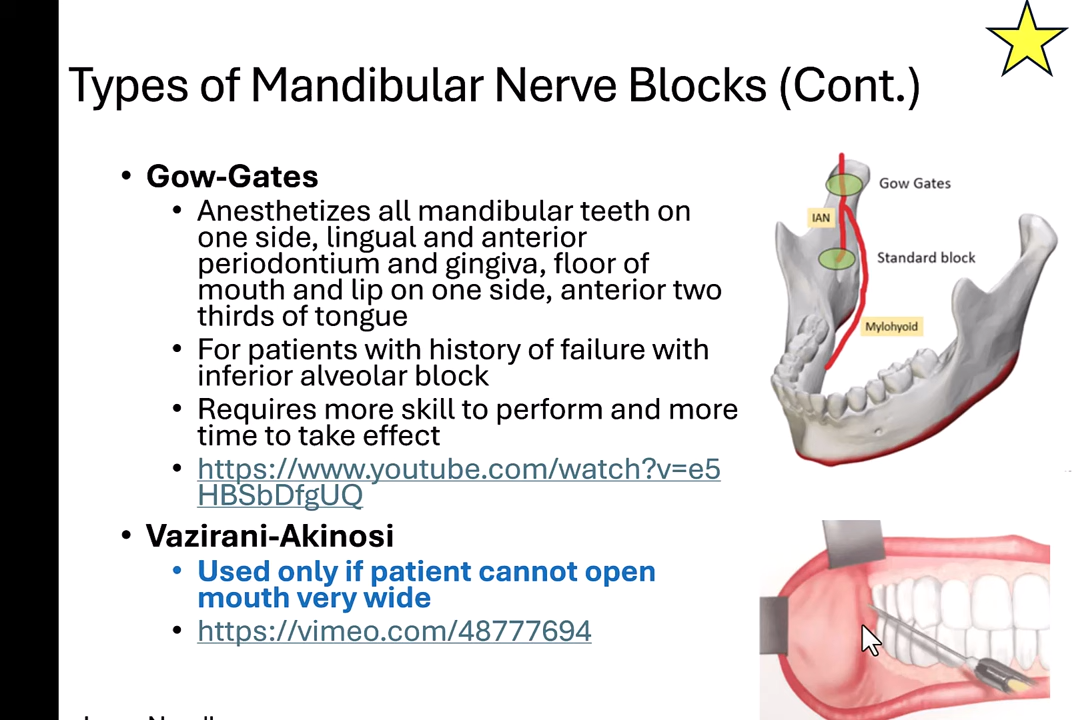 Types of Mandibular Nerve Blocks (Cont.)
• Gow-Gates
• Anesthetizes all mandibular teeth on
one side, lingual and anterior
periodontium and gingiva, floor of
mouth and lip on one side, anterior two
thirds of tongue
• For patients with history of failure with
inferior alveolar block
• Requires more skill to perform and more
time to take effect
• https://www.youtube.com/watch?v=e5
HBSbDfgUQ
• Vazirani-Akinosi
• Used only if patient cannot open
mouth very wide
• https://vimeo.com/48777694
Gow Gates
IAN
Standard block
Mylohyoid